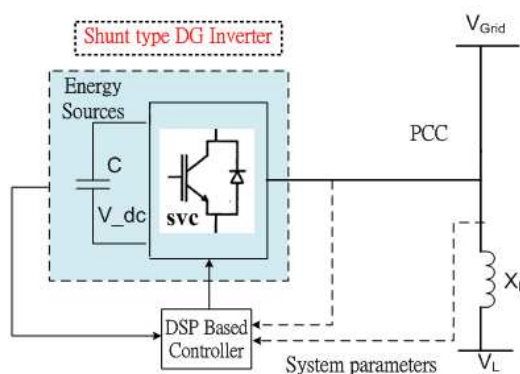 Shunt type DG Inverter
V_Grid
Energy
Sources
PCC
C
V_dc
svc
DSP Based
Controller
System parameters
V_L